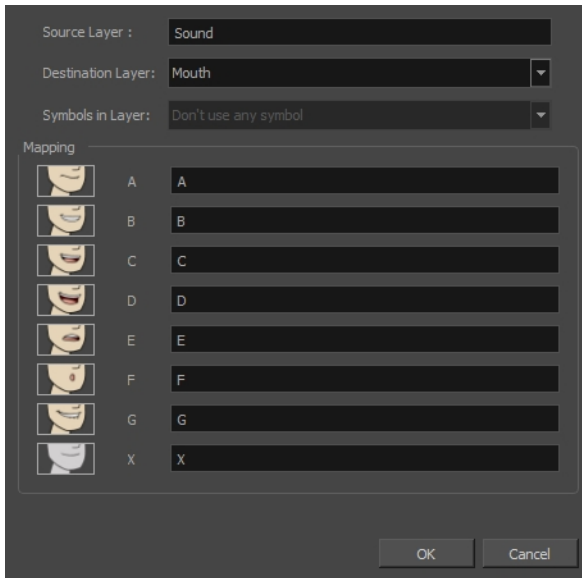 Source Layer : Sound
Destination Layer: Mouth
Symbols in Layer: Don't use any symbol
Mapping
A A
B B
C C
D D
E E
F F
G G
X X
OK Cancel